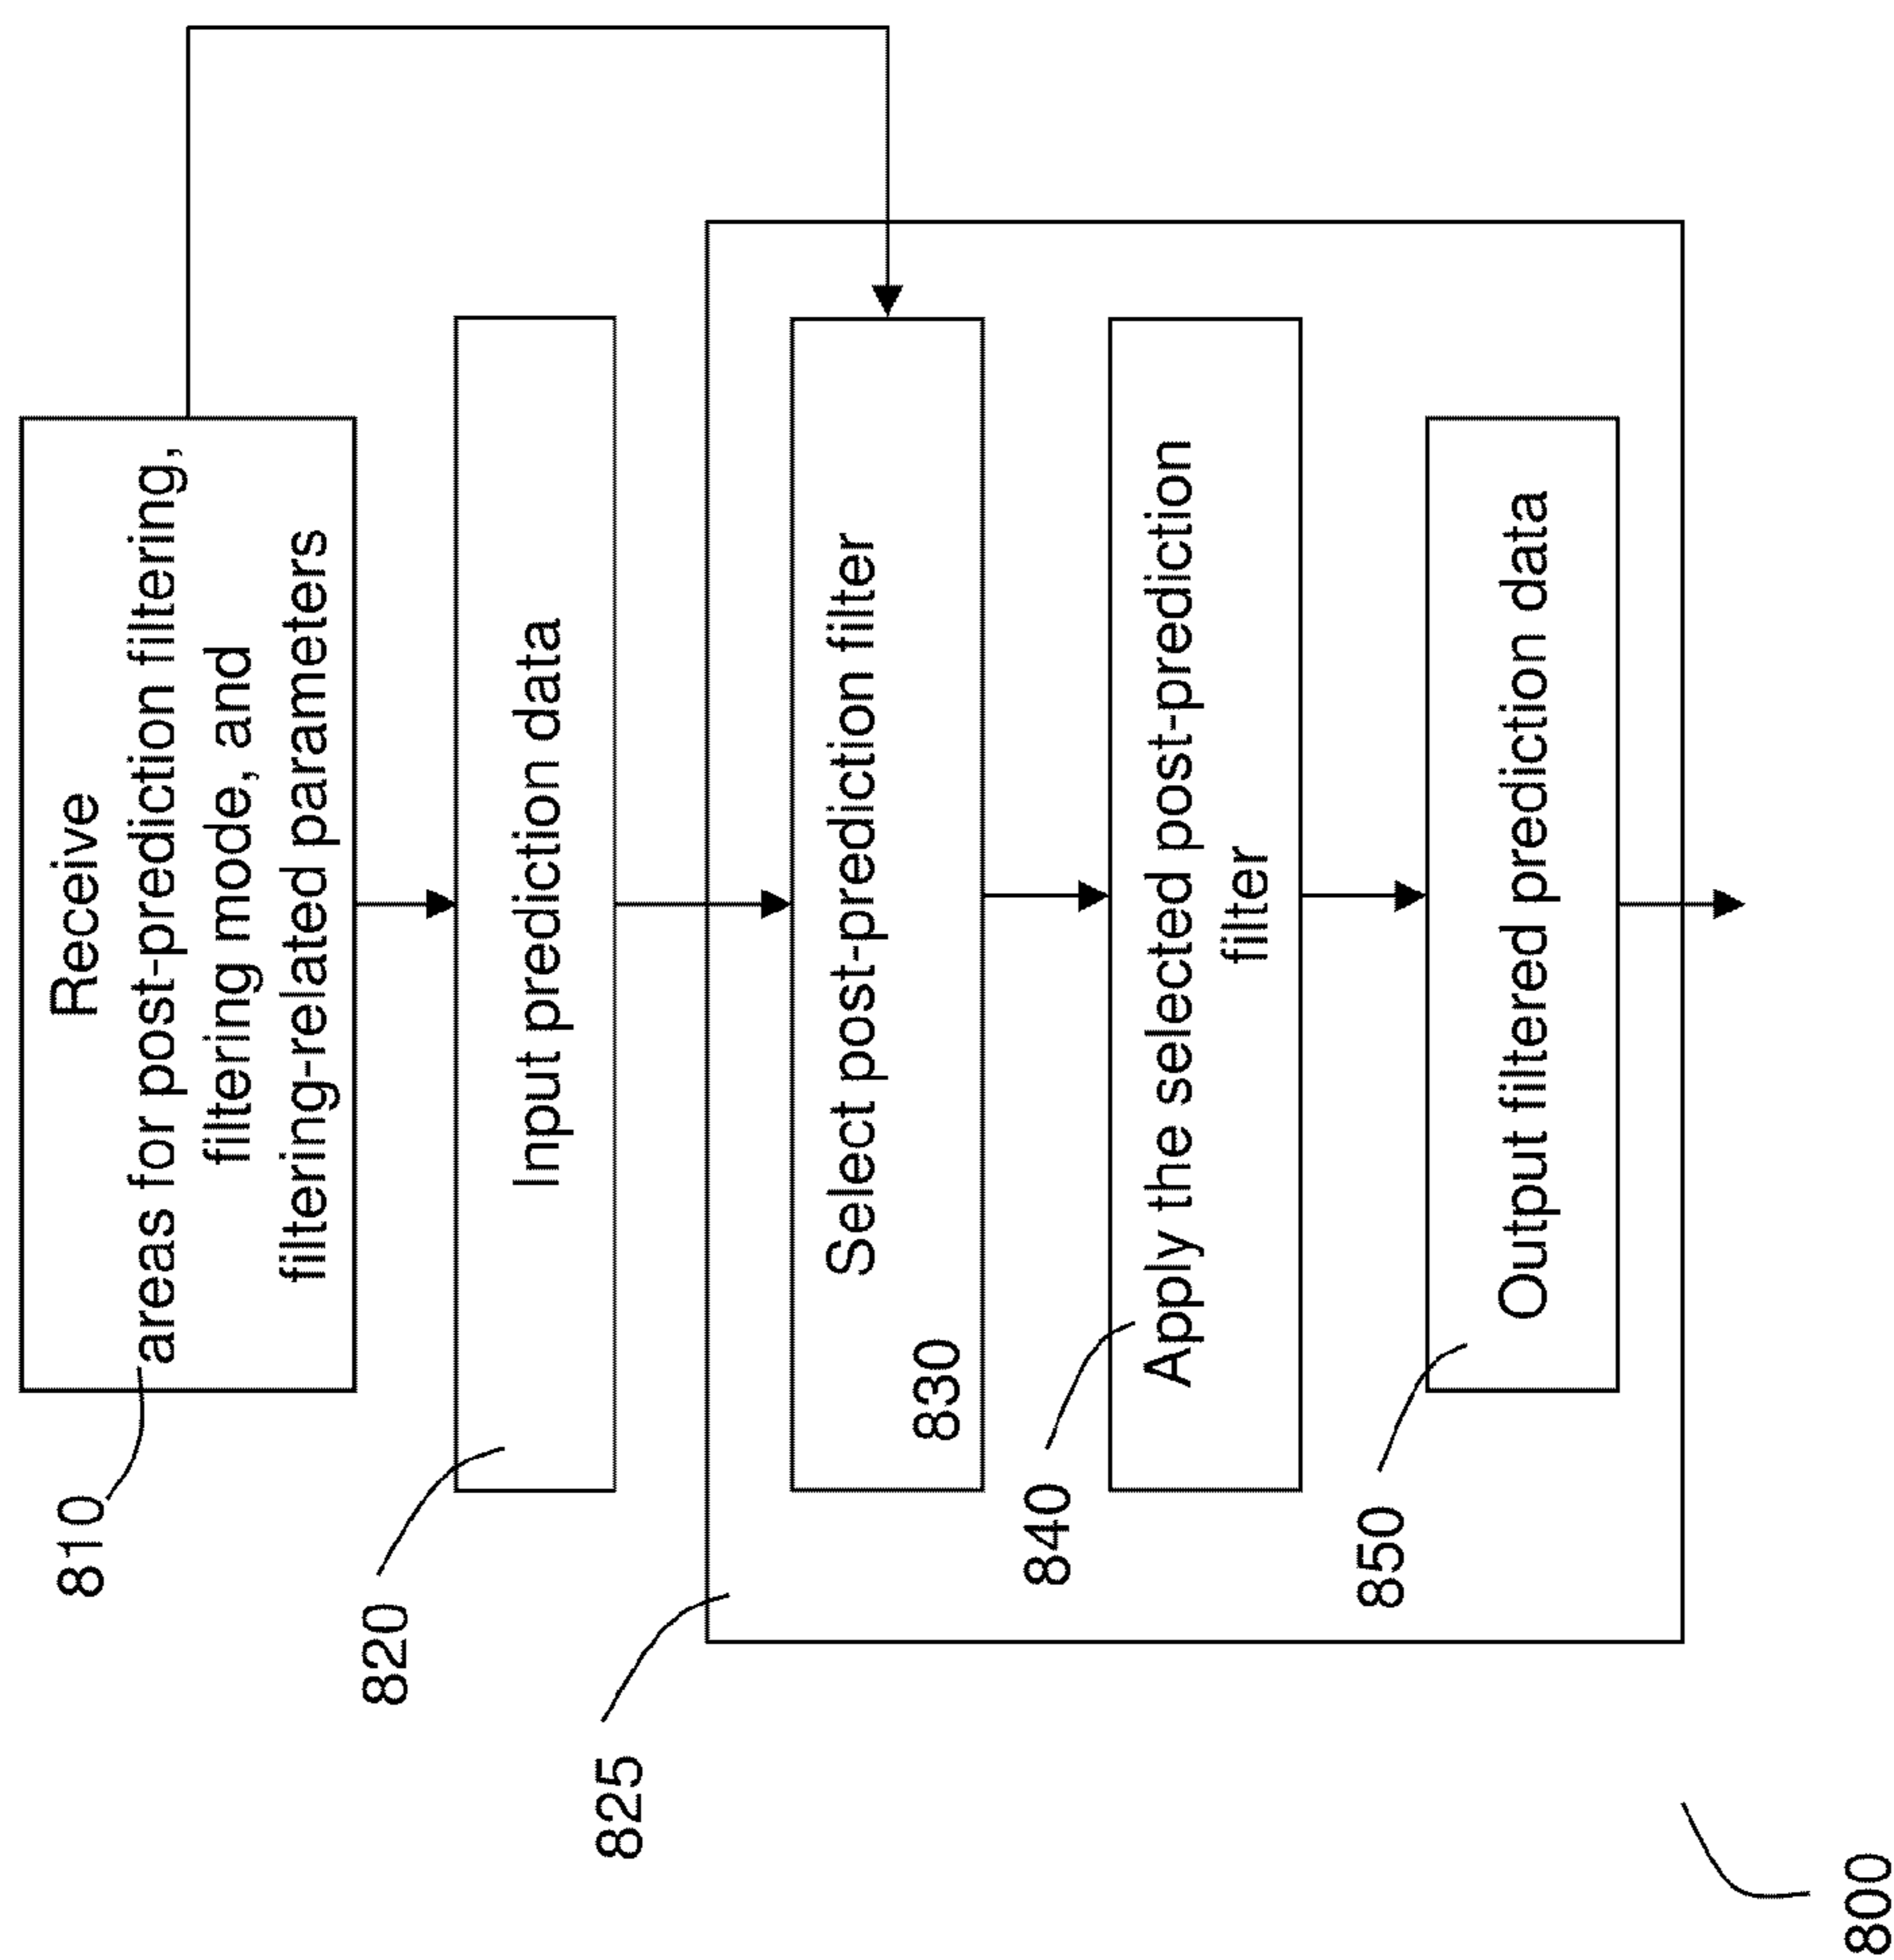 810
Receive
areas for post-prediction filtering,
filtering mode, and
filtering-related parameters
820
Input prediction data
825
Select post-prediction filter
830
840
Apply the selected post-prediction
filter
850
Output filtered prediction data
800